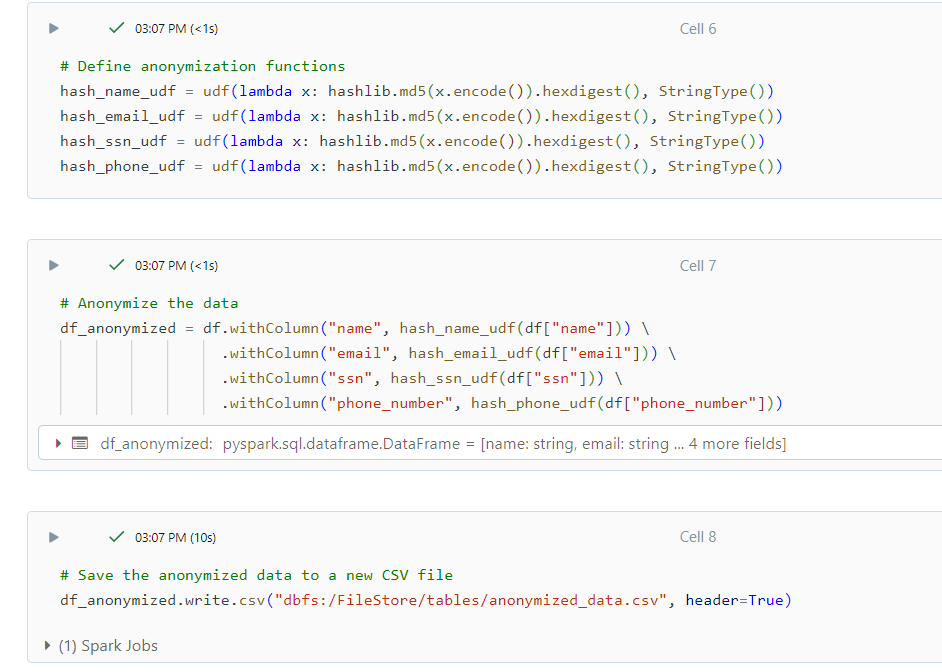 03:07 PM (<1s) Cell 6
# Define anonymization functions
hash_name_udf = udf(lambda x: hashlib.md5(x.encode()).hexdigest(), StringType())
hash_email_udf = udf(lambda x: hashlib.md5(x.encode()).hexdigest(), StringType())
hash_ssn_udf = udf(lambda x: hashlib.md5(x.encode()).hexdigest(), StringType())
hash_phone_udf = udf(lambda x: hashlib.md5(x.encode()).hexdigest(), StringType())
03:07 PM (<1s) Cell 7
# Anonymize the data
df_anonymized = df.withColumn("name", hash_name_udf(df["name"])) \
.withColumn("email", hash_email_udf(df["email"])) \
.withColumn("ssn", hash_ssn_udf(df["ssn"])) \
.withColumn("phone_number", hash_phone_udf(df["phone_number"]))
df_anonymized: pyspark.sql.dataframe.DataFrame = [name: string, email: string ... 4 more fields]
03:07 PM (10s) Cell 8
# Save the anonymized data to a new CSV file
df_anonymized.write.csv("dbfs:/FileStore/tables/anonymized_data.csv", header=True)
(1) Spark Jobs